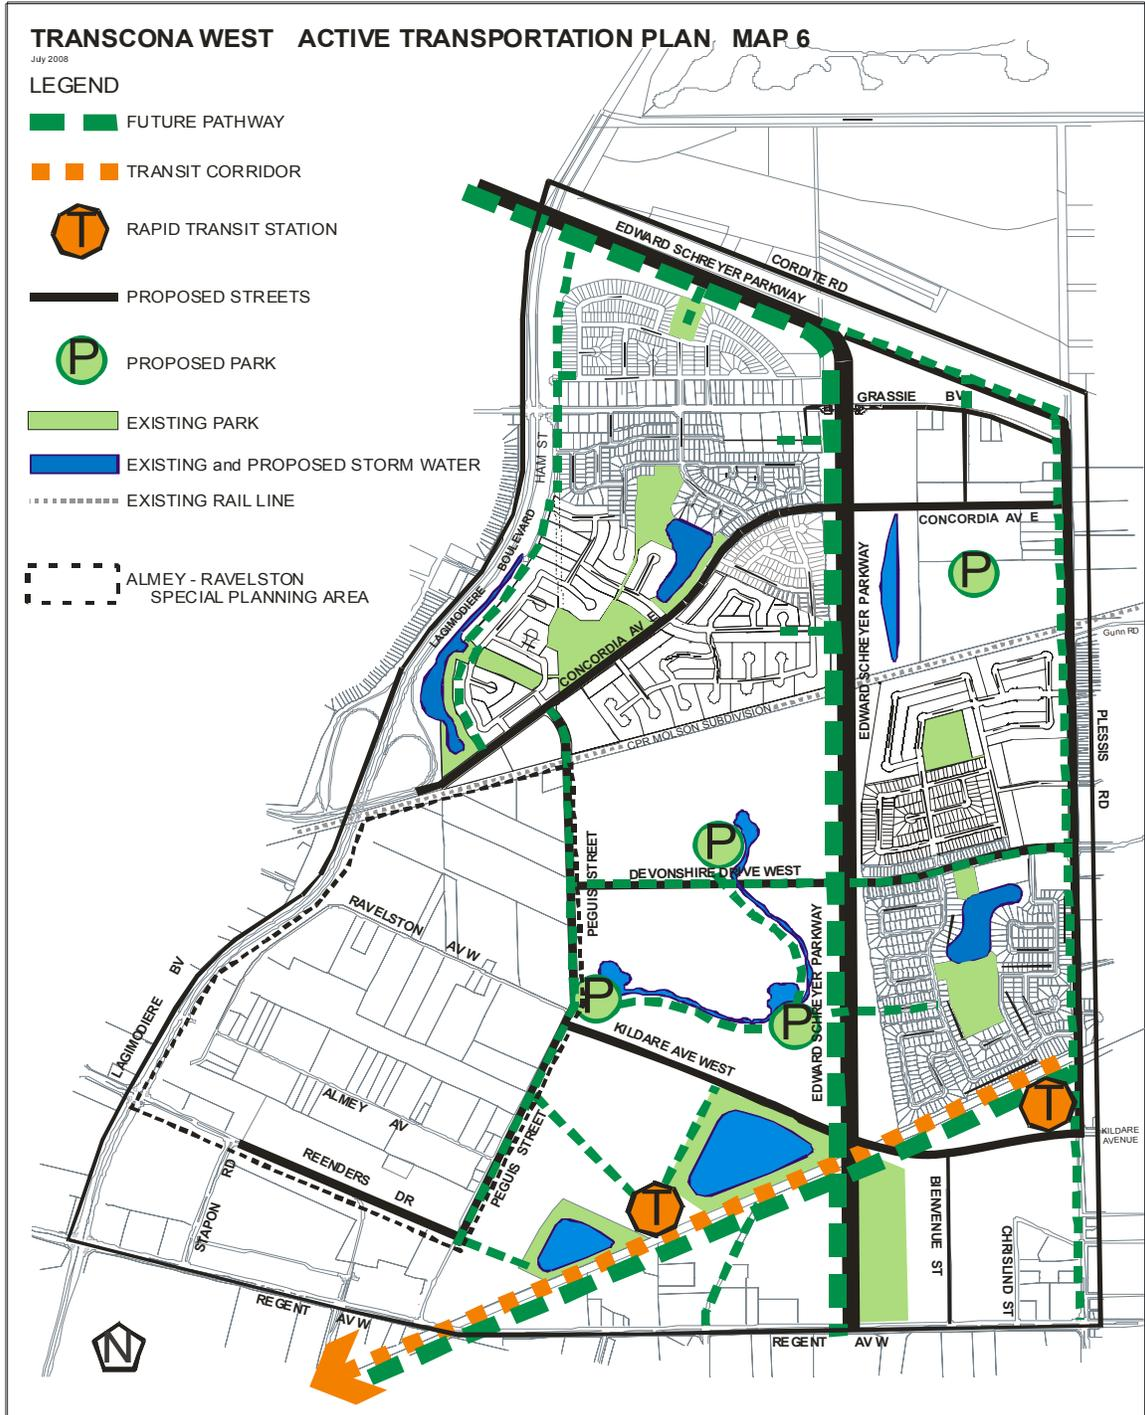 TRANSCONA WEST ACTIVE TRANSPORTATION PLAN MAP 6
July 2008
LEGEND
FUTURE PATHWAY
TRANSIT CORRIDOR
T
RAPID TRANSIT STATION
PROPOSED STREETS
P
PROPOSED PARK
EXISTING PARK
EXISTING and PROPOSED STORM WATER
EXISTING RAIL LINE
ALMEY - RAVELSTON
SPECIAL PLANNING AREA
EDWARD SCHREYER PARKWAY
CORDITE RD
GRASSIE BV
HAM ST
CONCORDIA AV E
LAGIMODIERE BOULEVARD
EDWARD SCHREYER PARKWAY
P
Gunn RD
CONCORDIA AV E
CPR MOLSON SUBDIVISION
PLESSIS RD
P
PEGUIS STREET
DEVONSHIRE DRIVE WEST
RAVELSTON AV W
EDWARD SCHREYER PARKWAY
LAGIMODIERE BV
P
P
KILDARE AVE WEST
ALMEY AV
T
KILDARE
AVENUE
PEGUIS STREET
REENDERS DR
STAPON RD
T
BIENVENUE ST
CHRISLIND ST
REGENT AV W
REGENT AV W
N